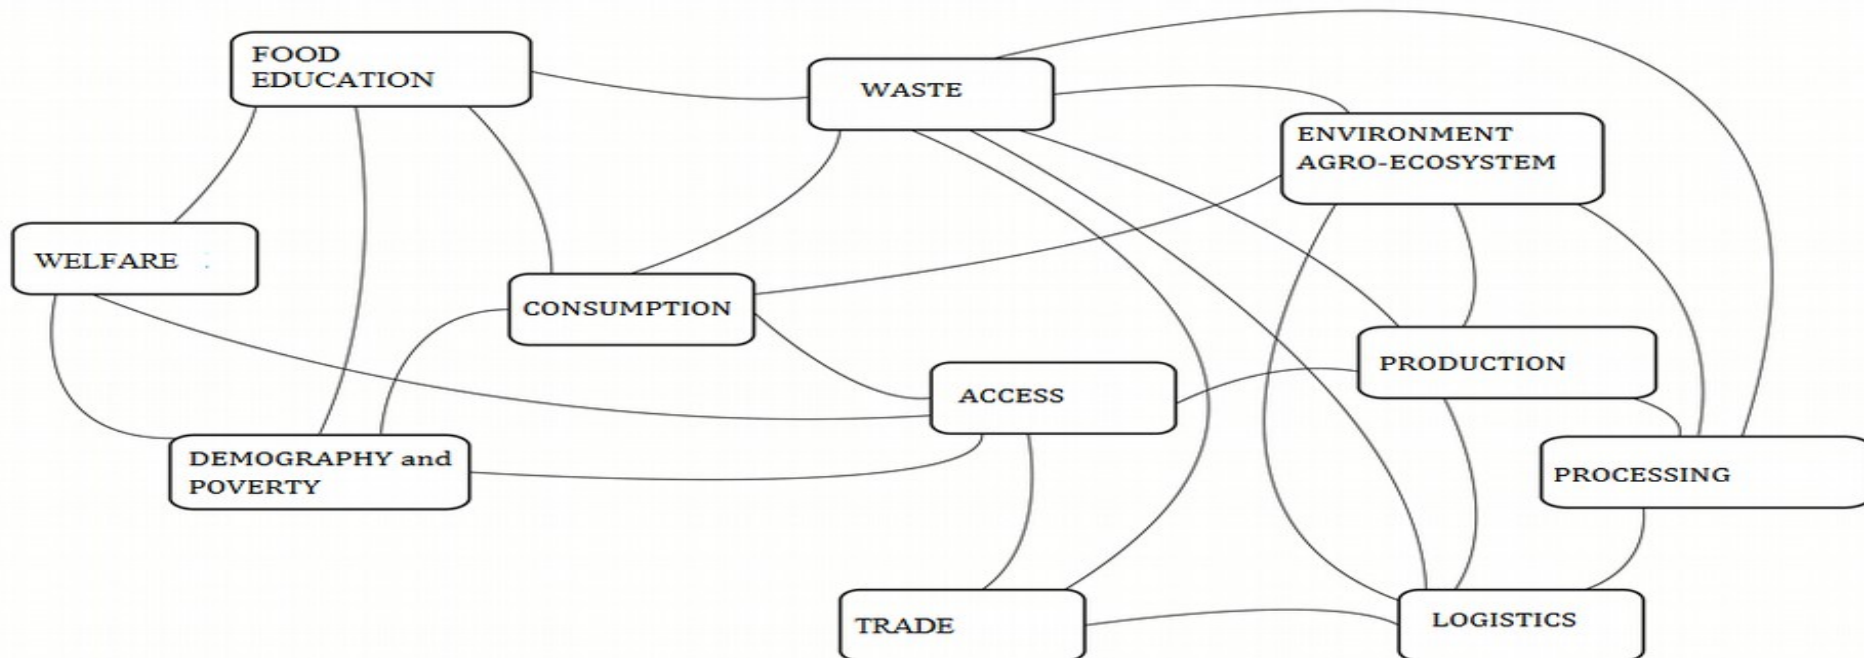 FOOD
EDUCATION
WASTE
ENVIRONMENT
AGRO-ECOSYSTEM
WELFARE
CONSUMPTION
PRODUCTION
ACCESS
DEMOGRAPHY and
POVERTY
PROCESSING
TRADE
LOGISTICS